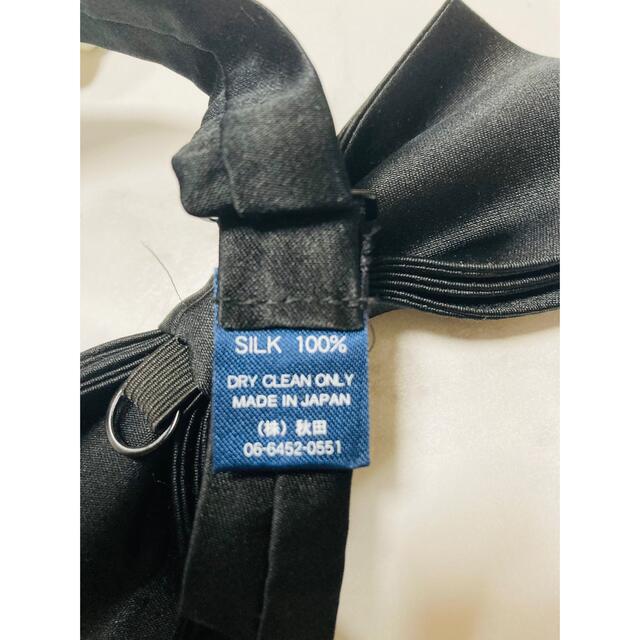 SILK 100%
DRY CLEAN ONLY
MADE IN JAPAN
（株）秋田
06-6452-0551